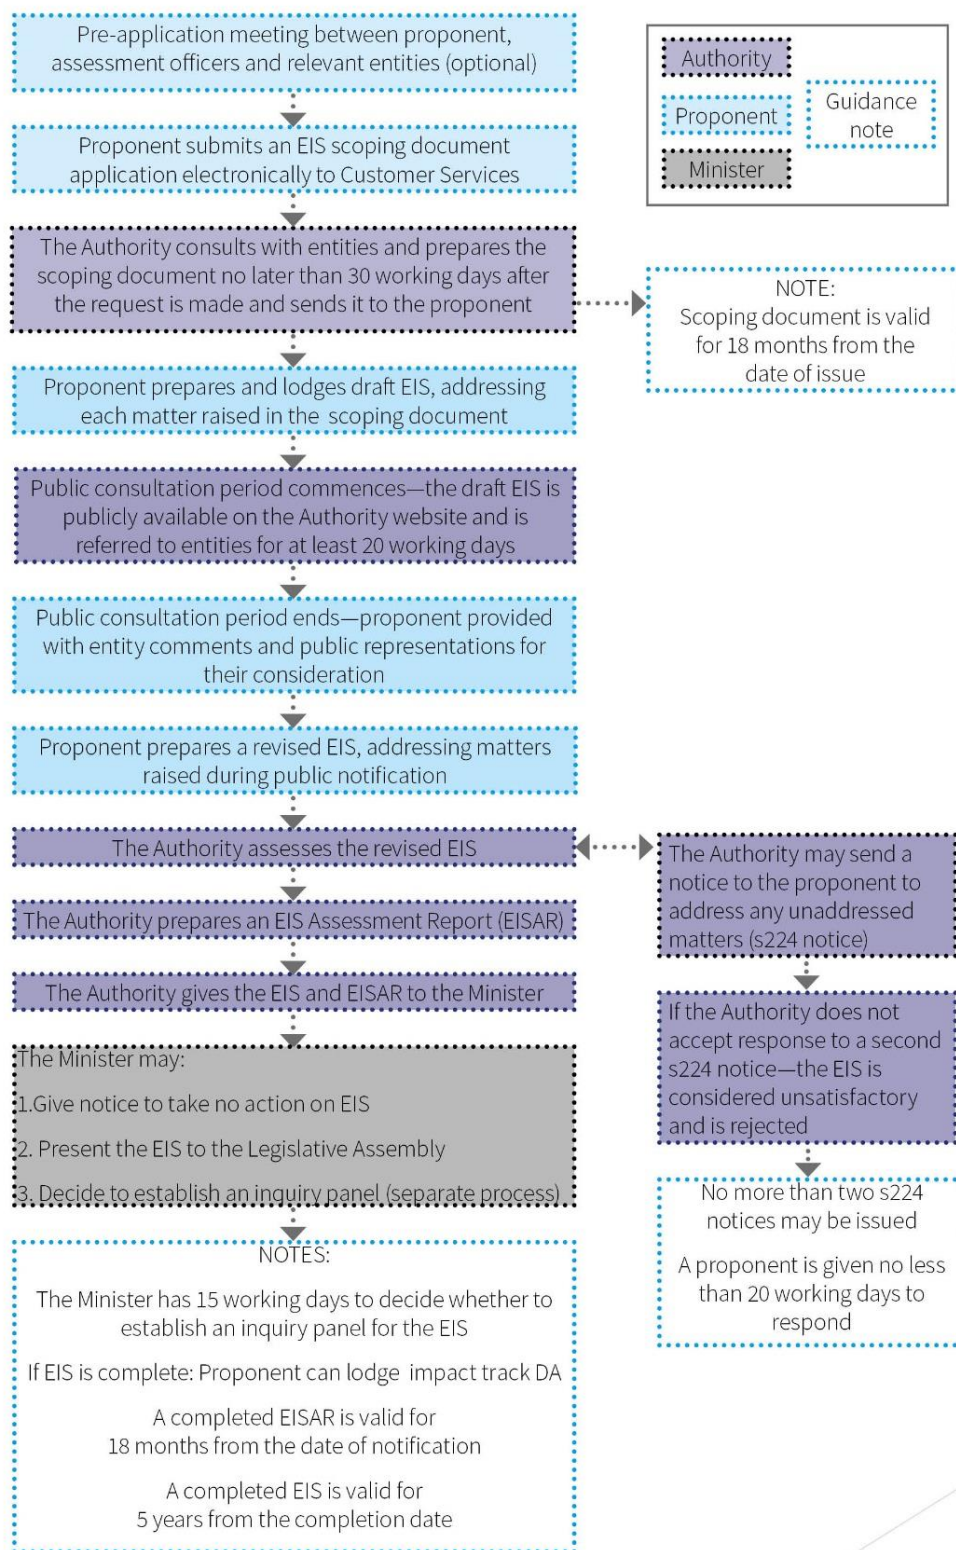 Pre-application meeting between proponent,
assessment officers and relevant entities (optional)
Authority
Proponent
Minister
Guidance
note
Proponent submits an EIS scoping document
application electronically to Customer Services
The Authority consults with entities and prepares the
scoping document no later than 30 working days after
the request is made and sends it to the proponent
NOTE:
Scoping document is valid
for 18 months from the
date of issue
Proponent prepares and lodges draft EIS, addressing
each matter raised in the scoping document
Public consultation period commences—the draft EIS is
publicly available on the Authority website and is
referred to entities for at least 20 working days
Public consultation period ends—proponent provided
with entity comments and public representations for
their consideration
Proponent prepares a revised EIS, addressing matters
raised during public notification
The Authority assesses the revised EIS
The Authority prepares an EIS Assessment Report (EISAR)
The Authority gives the EIS and EISAR to the Minister
The Authority may send a
notice to the proponent to
address any unaddressed
matters (s224 notice)
If the Authority does not
accept response to a second
s224 notice—the EIS is
considered unsatisfactory
and is rejected
No more than two s224
notices may be issued
A proponent is given no less
than 20 working days to
respond
The Minister may:
1.Give notice to take no action on EIS
2. Present the EIS to the Legislative Assembly
3. Decide to establish an inquiry panel (separate process)
NOTES:
The Minister has 15 working days to decide whether to
establish an inquiry panel for the EIS
If EIS is complete: Proponent can lodge impact track DA
A completed EISAR is valid for
18 months from the date of notification
A completed EIS is valid for
5 years from the completion date